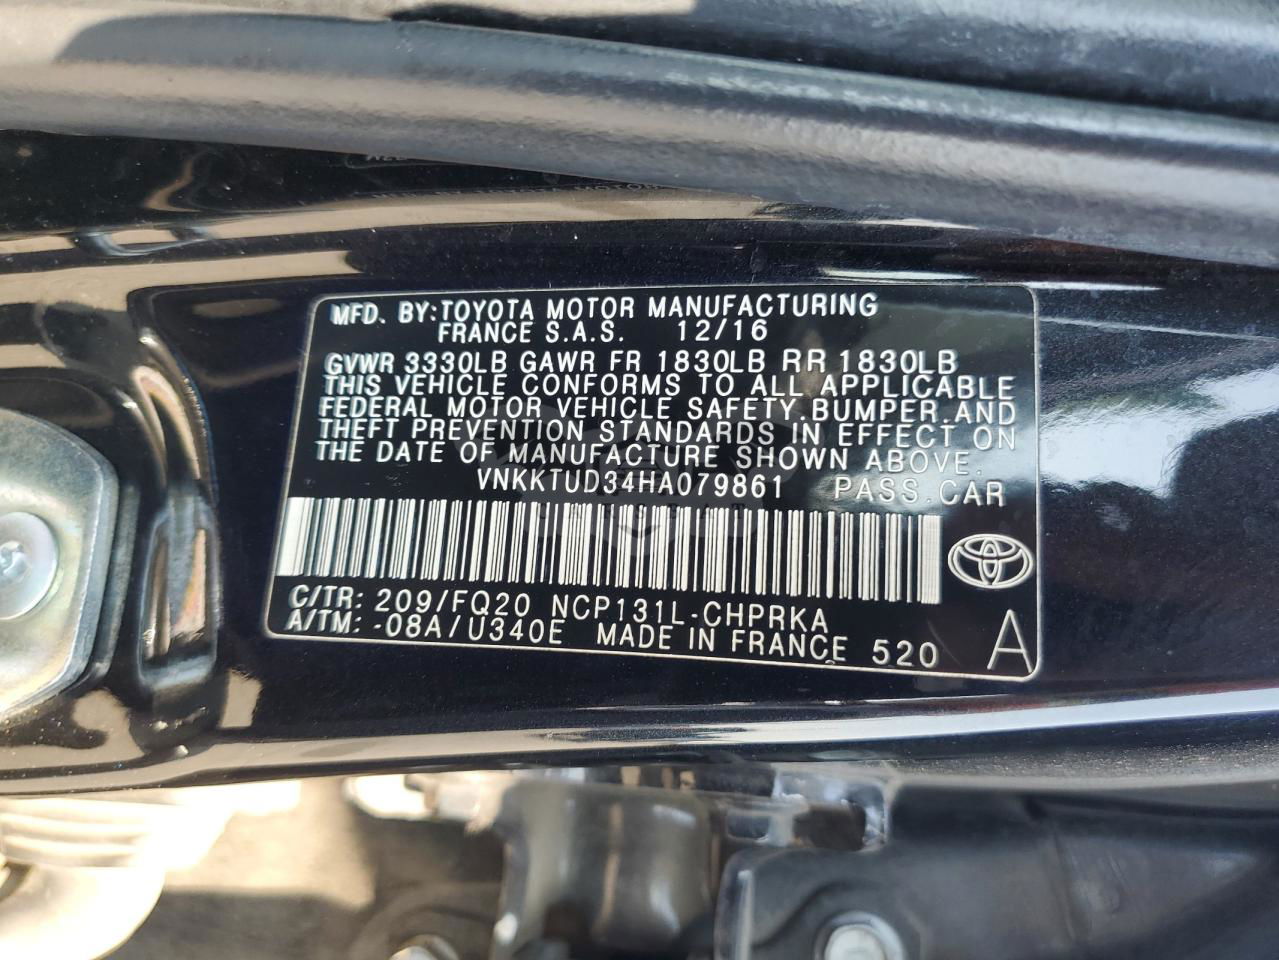 MFD. BY:TOYOTA MOTOR MANUFACTURING
FRANCE S.A.S. 12/16
GVWR 3330LB GAWR FR 1830LB RR 1830LB
THIS VEHICLE CONFORMS TO ALL APPLICABLE
FEDERAL MOTOR VEHICLE SAFETY,BUMPER,AND
THEFT PREVENTION STANDARDS IN EFFECT ON
THE DATE OF MANUFACTURE SHOWN ABOVE.
VNKKTUD34HA079861 PASS.CAR
C/TR: 209/FQ20 NCP131L-CHPRKA
A/TM: -08A/U340E MADE IN FRANCE 520 A